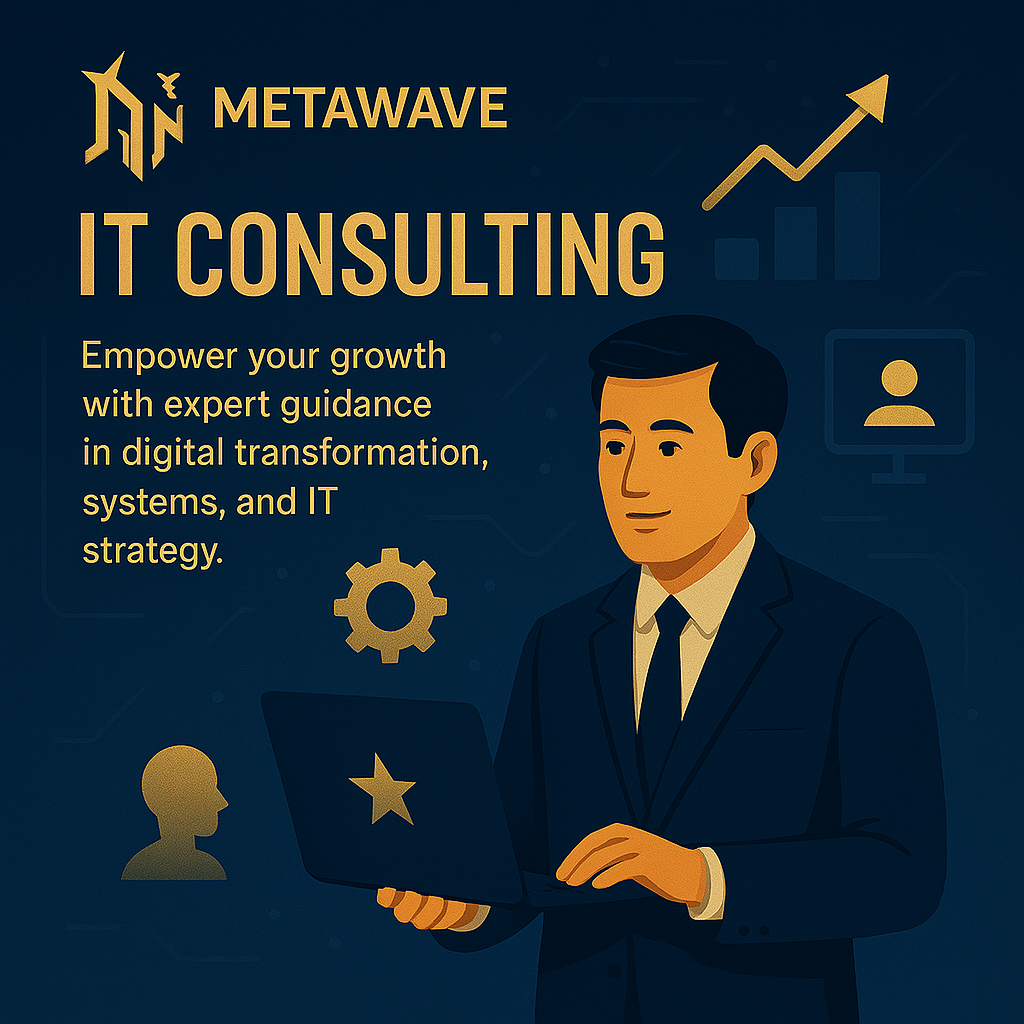 METAWAVE
IT CONSULTING
Empower your growth
with expert guidance
in digital transformation,
systems, and IT
strategy.